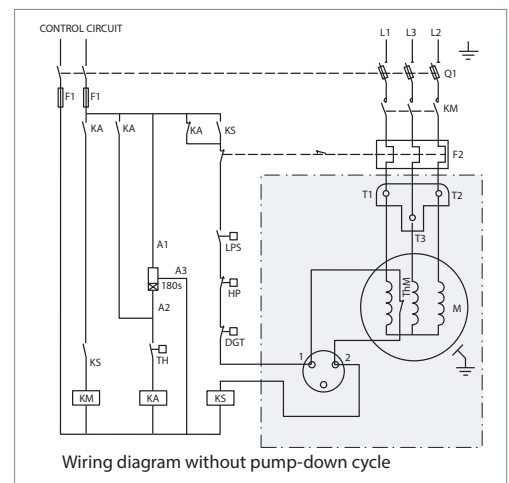 CONTROL CIRCUIT
L1 L3 L2
Q1
F1 F1
KM
KA KA KA KS
F2
T1 T2
T3
A1
LPS
A3
180s
HP
ThM
M
A2
DGT
1 2
KS TH
KM KA KS
Wiring diagram without pump-down cycle